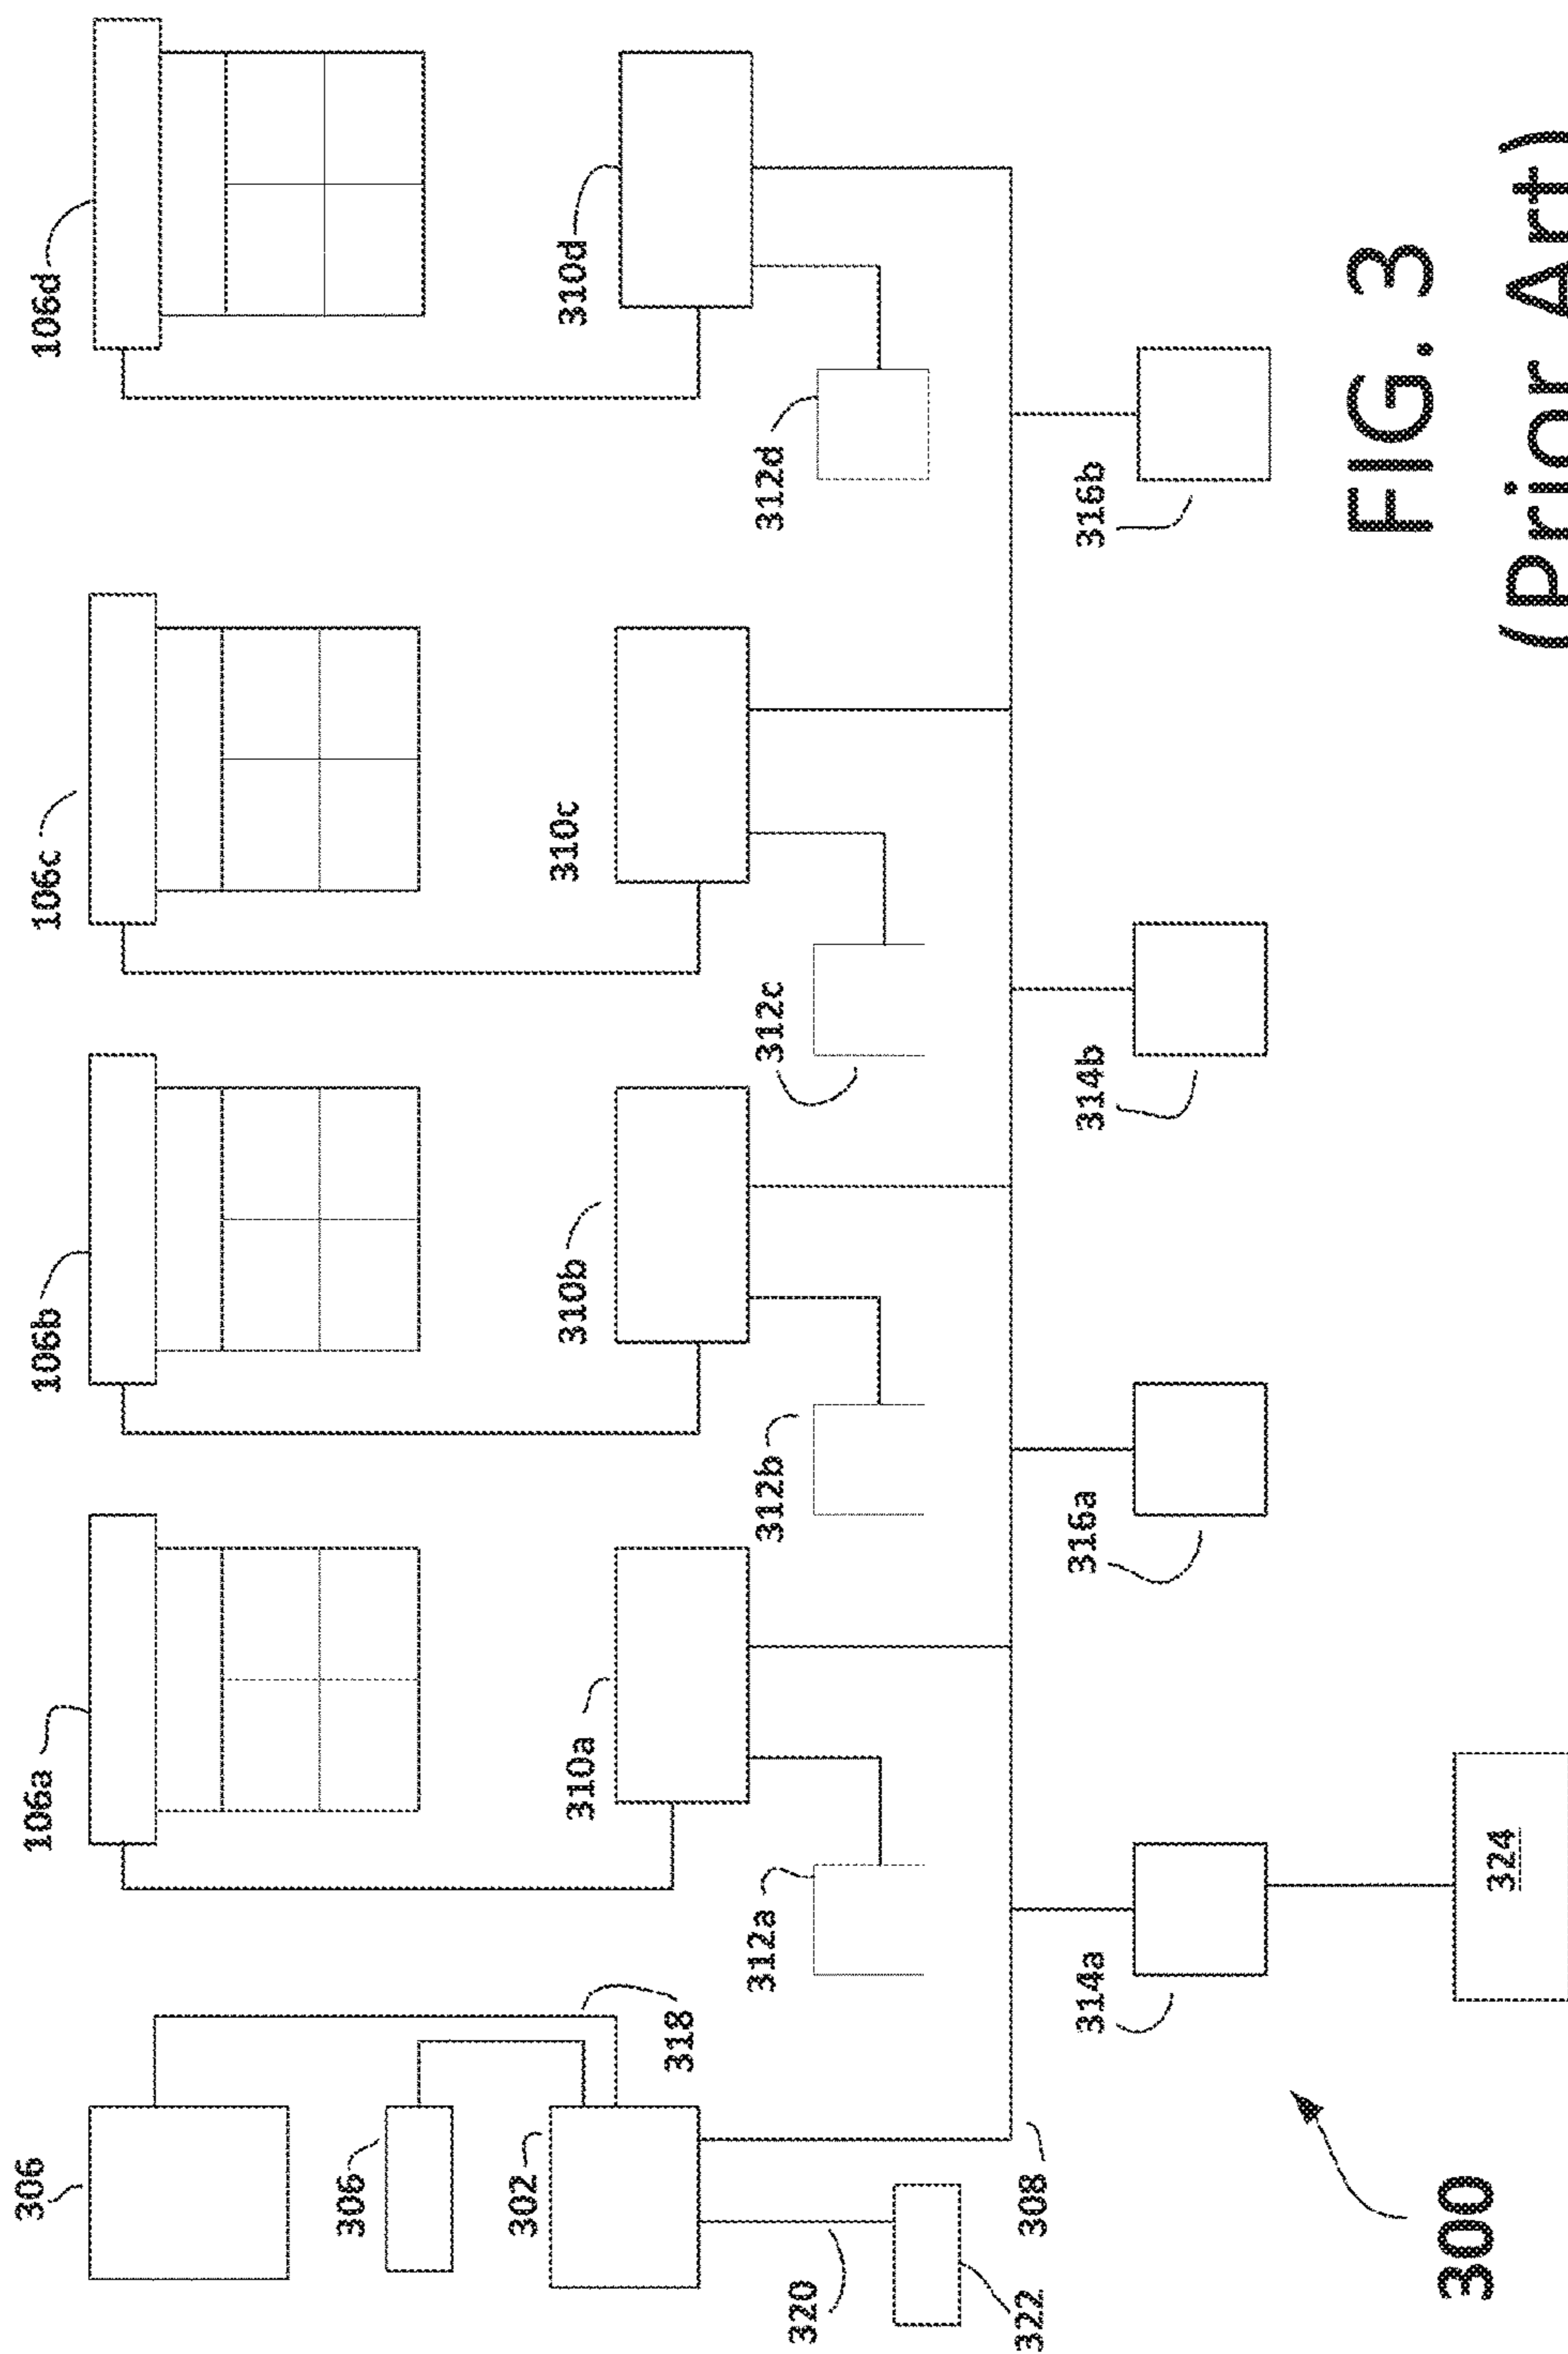 306
306
302
318
320
322
308
106a
106b
106c
106d
310a
310b
310c
310d
312a
312b
312c
312d
314a
316a
314b
316b
324
300
FIG. 3
(Prior Art)